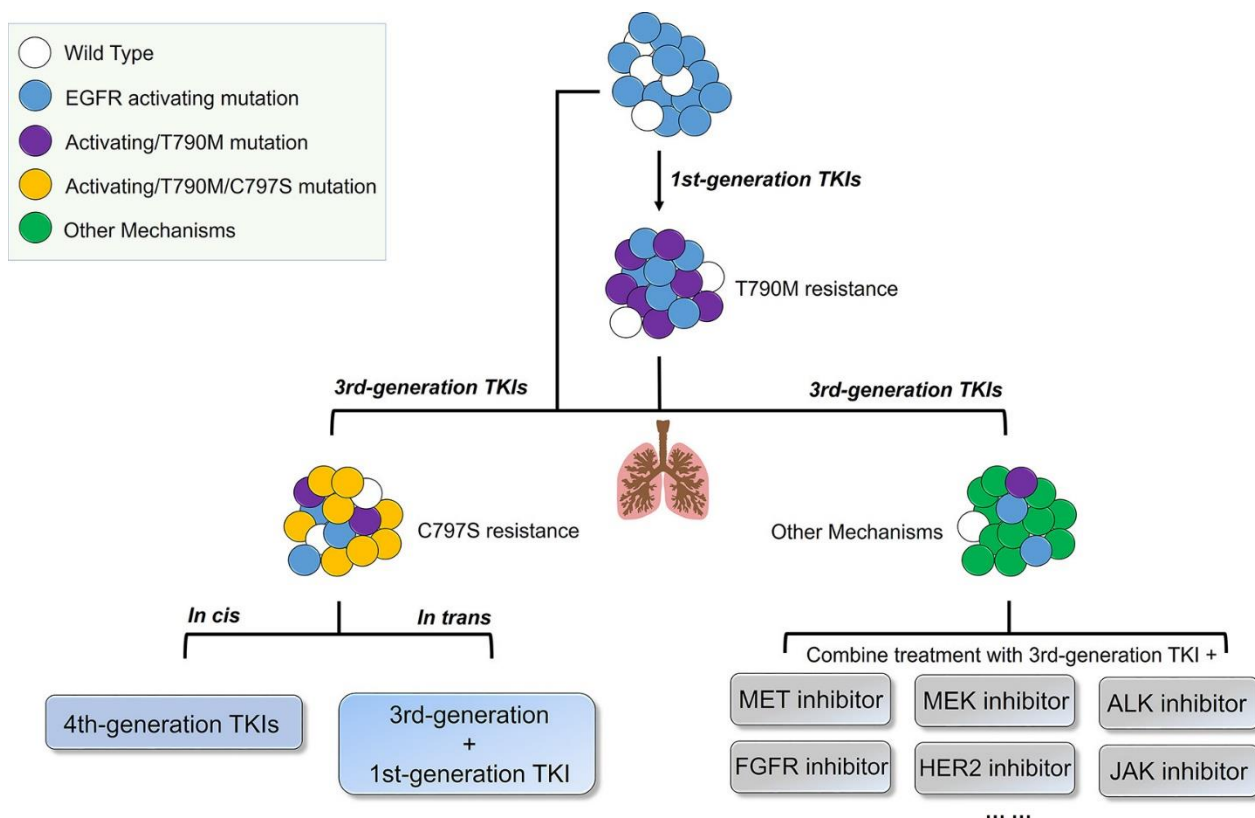 Wild Type
EGFR activating mutation
Activating/T790M mutation
Activating/T790M/C797S mutation
Other Mechanisms
1st-generation TKIs
T790M resistance
3rd-generation TKIs
3rd-generation TKIs
C797S resistance
Other Mechanisms
In cis
In trans
4th-generation TKIs
3rd-generation
+
1st-generation TKI
Combine treatment with 3rd-generation TKI +
MET inhibitor
MEK inhibitor
ALK inhibitor
FGFR inhibitor
HER2 inhibitor
JAK inhibitor
... ...